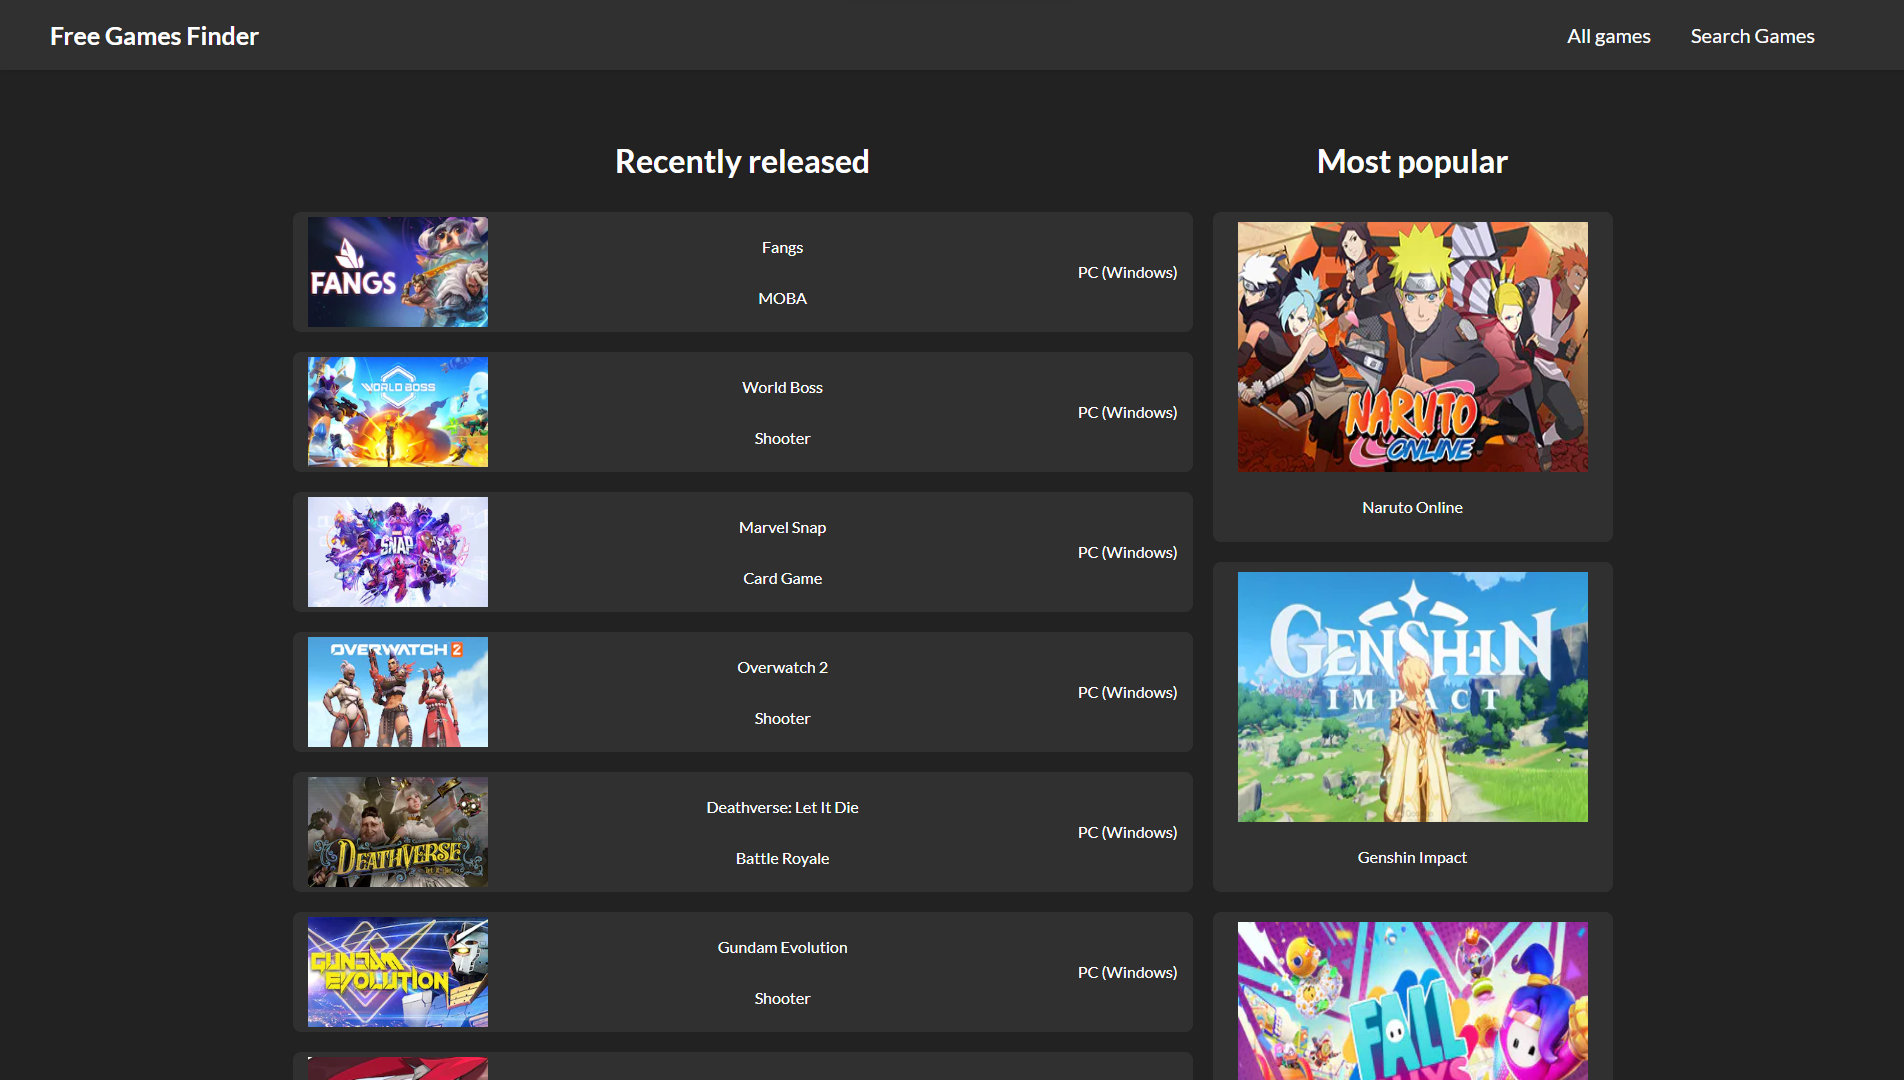 Free Games Finder
All games
Search Games
Recently released
FANGS
Fangs
MOBA
PC (Windows)
WORLD BOSS
World Boss
Shooter
PC (Windows)
SNAP
Marvel Snap
Card Game
PC (Windows)
OVERWATCH 2
Overwatch 2
Shooter
PC (Windows)
DEATHVERSE
Let It Die
Deathverse: Let It Die
Battle Royale
PC (Windows)
GUNDAM
EVOLUTION
Gundam Evolution
Shooter
PC (Windows)
Most popular
NARUTO
ONLINE
Naruto Online
GENSHIN
IMPACT
Genshin Impact
FALL